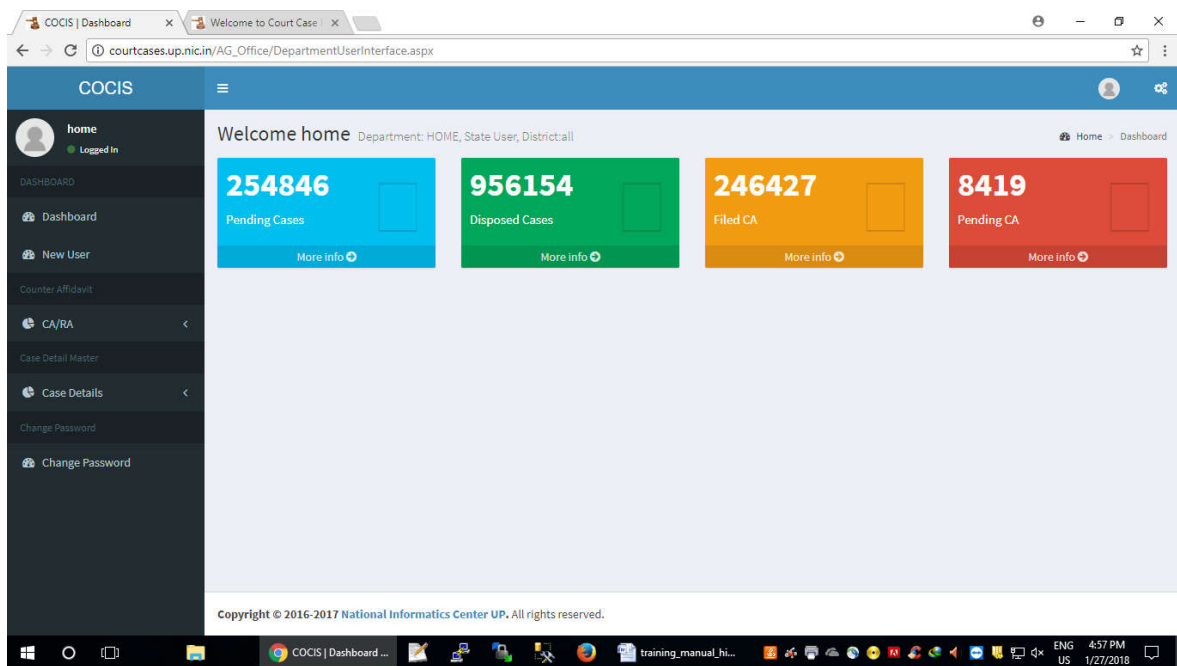 COCIS | Dashboard
Welcome to Court Case
courtcases.up.nic.in/AG_Office/DepartmentUserInterface.aspx
COCIS
home
Logged In
Welcome home Department: HOME, State User, District:all
Home > Dashboard
DASHBOARD
Dashboard
New User
Counter Affidavit
CA/RA
Case Detail Master
Case Details
Change Password
Change Password
254846
Pending Cases
More info
956154
Disposed Cases
More info
246427
Filed CA
More info
8419
Pending CA
More info
Copyright © 2016-2017 National Informatics Center UP. All rights reserved.
COCIS | Dashboard ...
training_manual_hi...
ENG
US
4:57 PM
1/27/2018